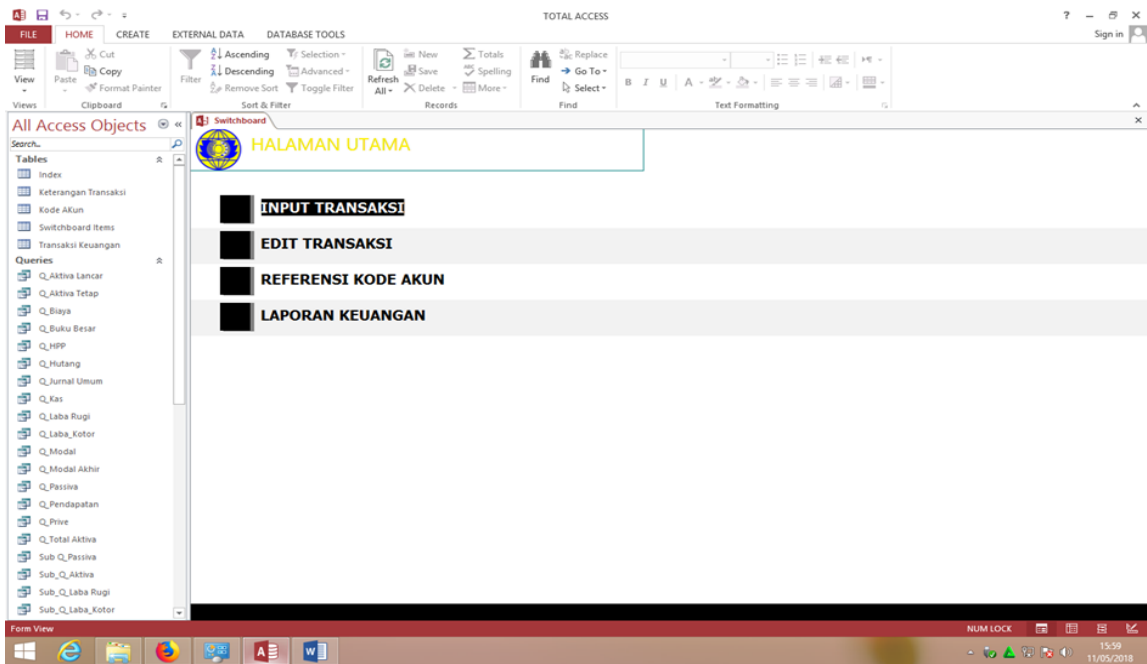 TOTAL ACCESS
FILE HOME CREATE EXTERNAL DATA DATABASE TOOLS Sign in
View
Views
Paste
Cut
Copy
Format Painter
Clipboard
Filter
Ascending
Descending
Remove Sort
Selection
Advanced
Toggle Filter
Sort & Filter
Refresh
All
New
Save
Delete
Totals
Spelling
More
Records
Find
Replace
Go To
Select
Find
B I U A
Text Formatting
All Access Objects
Search...
Tables
Index
Keterangan Transaksi
Kode AKun
Switchboard Items
Transaksi Keuangan
Queries
Q_Aktiva Lancar
Q_Aktiva Tetap
Q_Biaya
Q_Buku Besar
Q_HPP
Q_Hutang
Q_Jurnal Umum
Q_Kas
Q_Laba Rugi
Q_Laba_Kotor
Q_Modal
Q_Modal Akhir
Q_Passiva
Q_Pendapatan
Q_Prive
Q_Total Aktiva
Sub Q_Passiva
Sub_Q_Aktiva
Sub_Q_Laba Rugi
Sub_Q_Laba_Kotor
Switchboard
HALAMAN UTAMA
INPUT TRANSAKSI
EDIT TRANSAKSI
REFERENSI KODE AKUN
LAPORAN KEUANGAN
Form View
NUM LOCK
15:59
11/05/2018